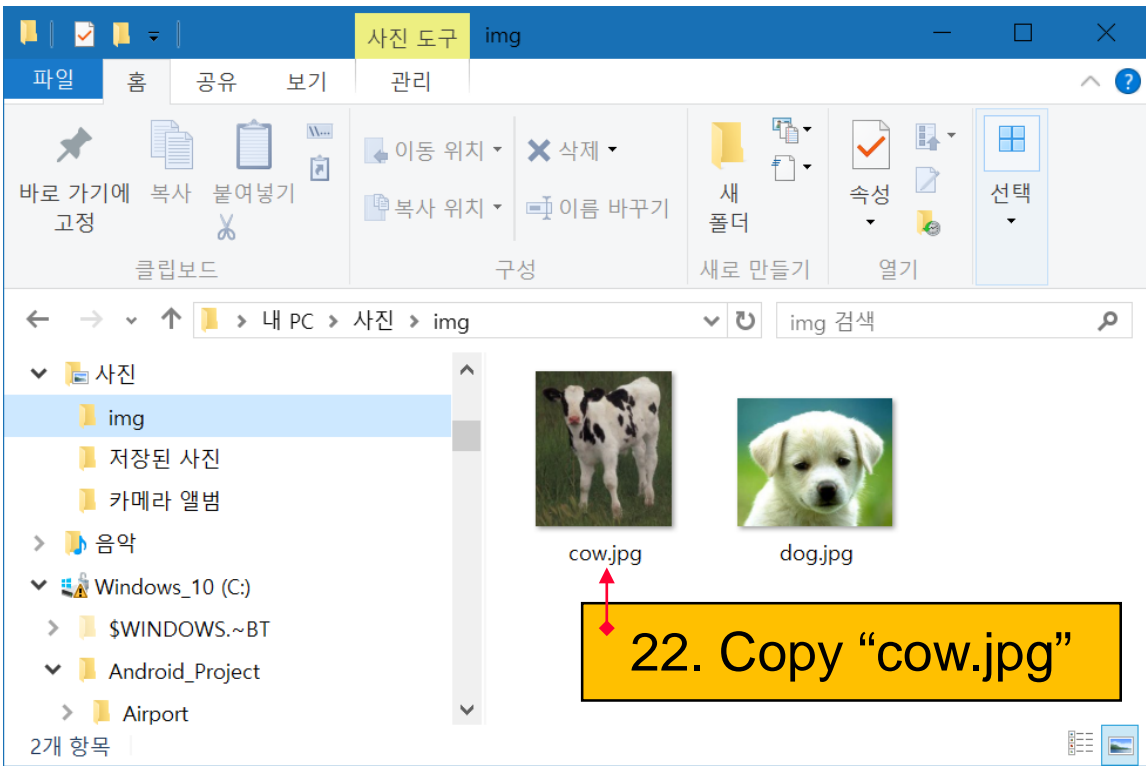 사진 도구 img
파일 홈 공유 보기 관리
바로 가기에
고정
복사
붙여넣기
이동 위치
복사 위치
삭제
이름 바꾸기
새
폴더
속성
선택
클립보드 구성 새로 만들기 열기
내 PC 사진 img
img 검색
사진
img
저장된 사진
카메라 앨범
음악
Windows_10 (C:)
$WINDOWS.~BT
Android_Project
Airport
cow.jpg dog.jpg
22. Copy “cow.jpg”
2개 항목